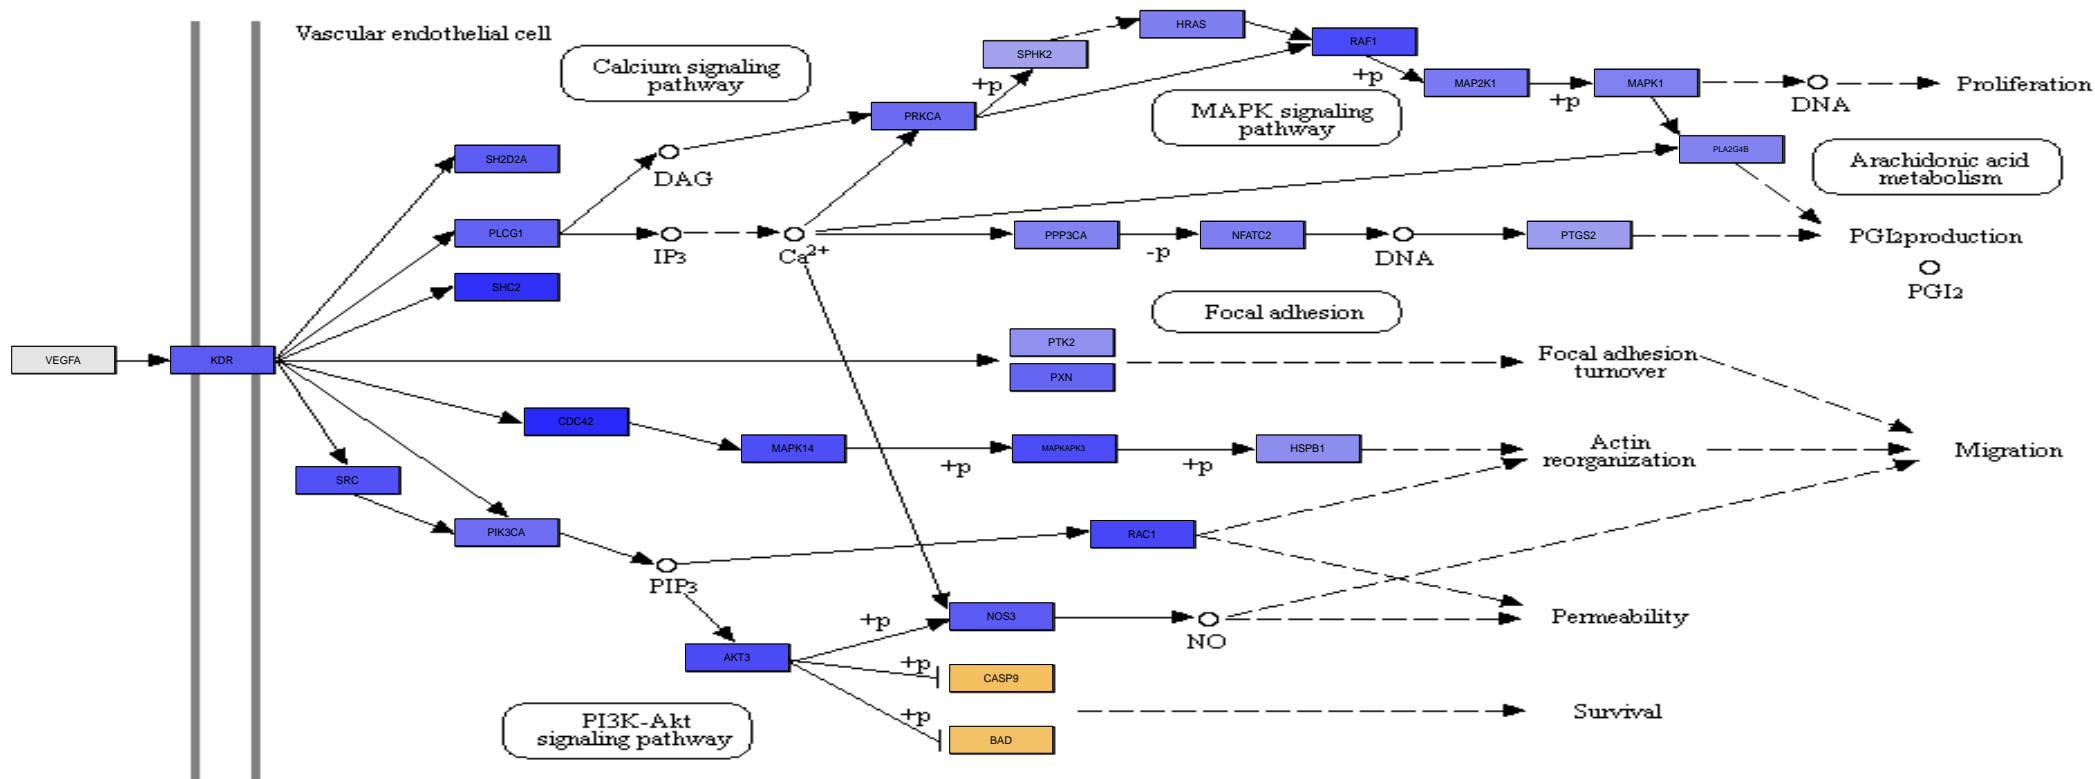 Vascular endothelial cell
HRAS
SPHK2
RAF1
Calcium signaling
pathway
+p
+p
MAP2K1
+p
MAPK1
DNA
Proliferation
PRKCA
MAPK signaling
pathway
SH2D2A
DAG
PLA2G4B
Arachidonic acid
metabolism
PLCG1
IP3
Ca2+
PPP3CA
-p
NFATC2
DNA
PTGS2
PGI2production
PGI2
SHC2
Focal adhesion
VEGFA
KDR
PTK2
PXN
Focal adhesion
turnover
CDC42
MAPK14
+p
MAPKAPK3
+p
HSPB1
Actin
reorganization
Migration
SRC
PIK3CA
PIP3
RAC1
NOS3
+p
NO
Permeability
AKT3
+p
CASP9
+p
BAD
Survival
PI3K-Akt
signaling pathway